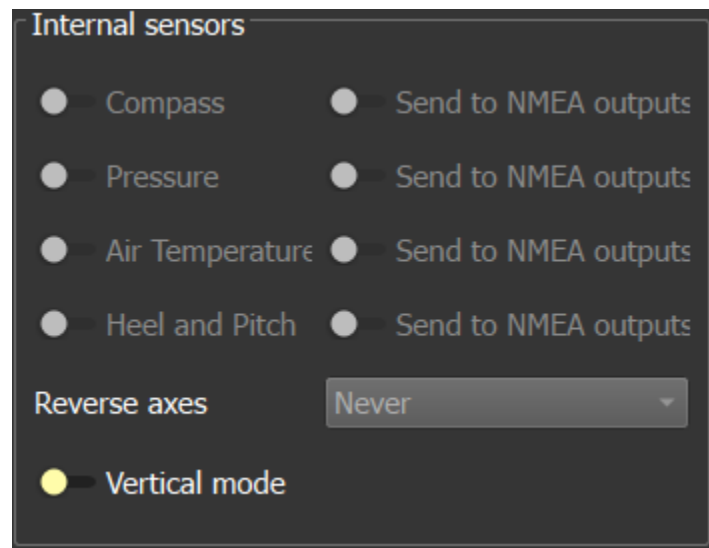 Internal sensors
Compass Send to NMEA outputs
Pressure Send to NMEA outputs
Air Temperature Send to NMEA outputs
Heel and Pitch Send to NMEA outputs
Reverse axes Never
Vertical mode